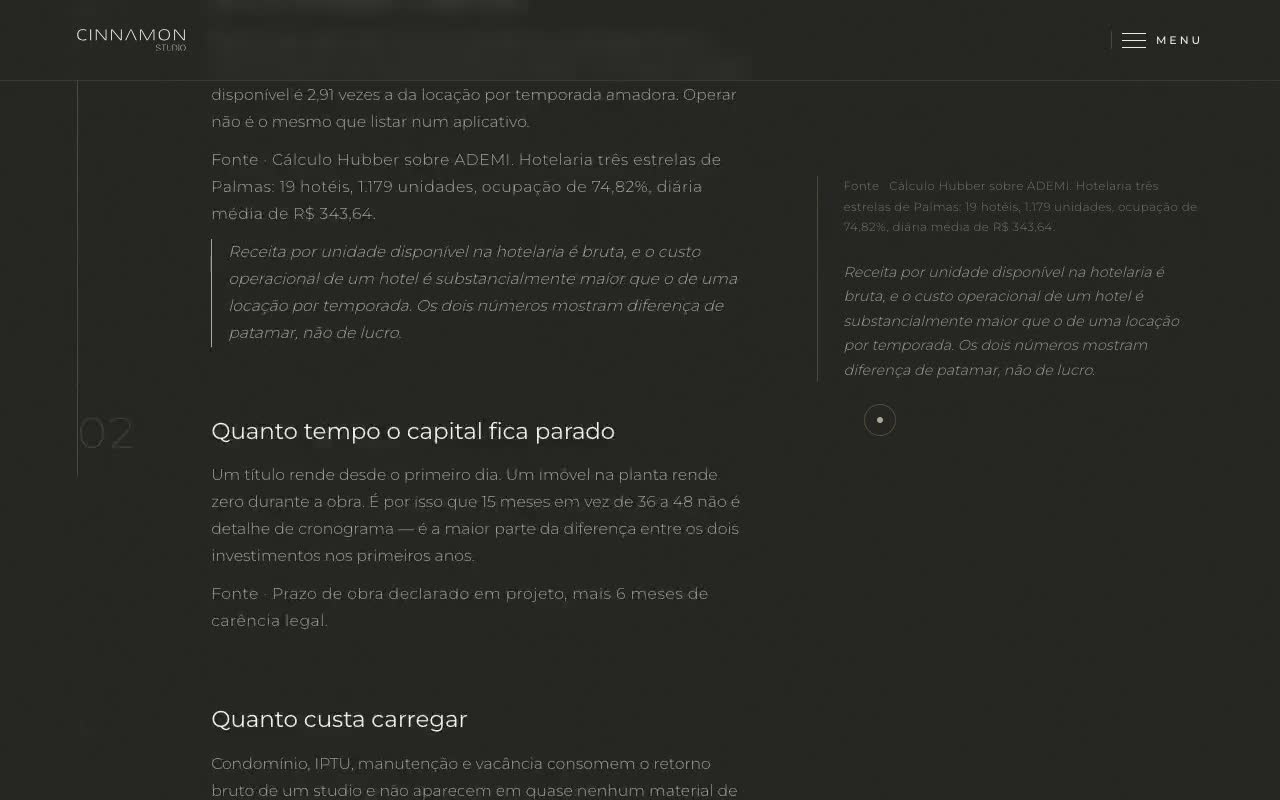 CINNAMON
STUDIO
MENU
disponível é 2,91 vezes a da locação por temporada amadora. Operar
não é o mesmo que listar num aplicativo.
Fonte · Cálculo Hubber sobre ADEMI. Hotelaria três estrelas de
Palmas: 19 hotéis, 1.179 unidades, ocupação de 74,82%, diária
média de R$ 343,64.
Receita por unidade disponível na hotelaria é bruta, e o custo
operacional de um hotel é substancialmente maior que o de uma
locação por temporada. Os dois números mostram diferença de
patamar, não de lucro.
Fonte · Cálculo Hubber sobre ADEMI. Hotelaria três
estrelas de Palmas: 19 hotéis, 1.179 unidades, ocupação de
74,82%, diária média de R$ 343,64.
Receita por unidade disponível na hotelaria é
bruta, e o custo operacional de um hotel é
substancialmente maior que o de uma locação
por temporada. Os dois números mostram
diferença de patamar, não de lucro.
02
Quanto tempo o capital fica parado
Um título rende desde o primeiro dia. Um imóvel na planta rende
zero durante a obra. É por isso que 15 meses em vez de 36 a 48 não é
detalhe de cronograma — é a maior parte da diferença entre os dois
investimentos nos primeiros anos.
Fonte · Prazo de obra declarado em projeto, mais 6 meses de
carência legal.
Quanto custa carregar
Condomínio, IPTU, manutenção e vacância consomem o retorno
bruto de um studio e não aparecem em quase nenhum material de